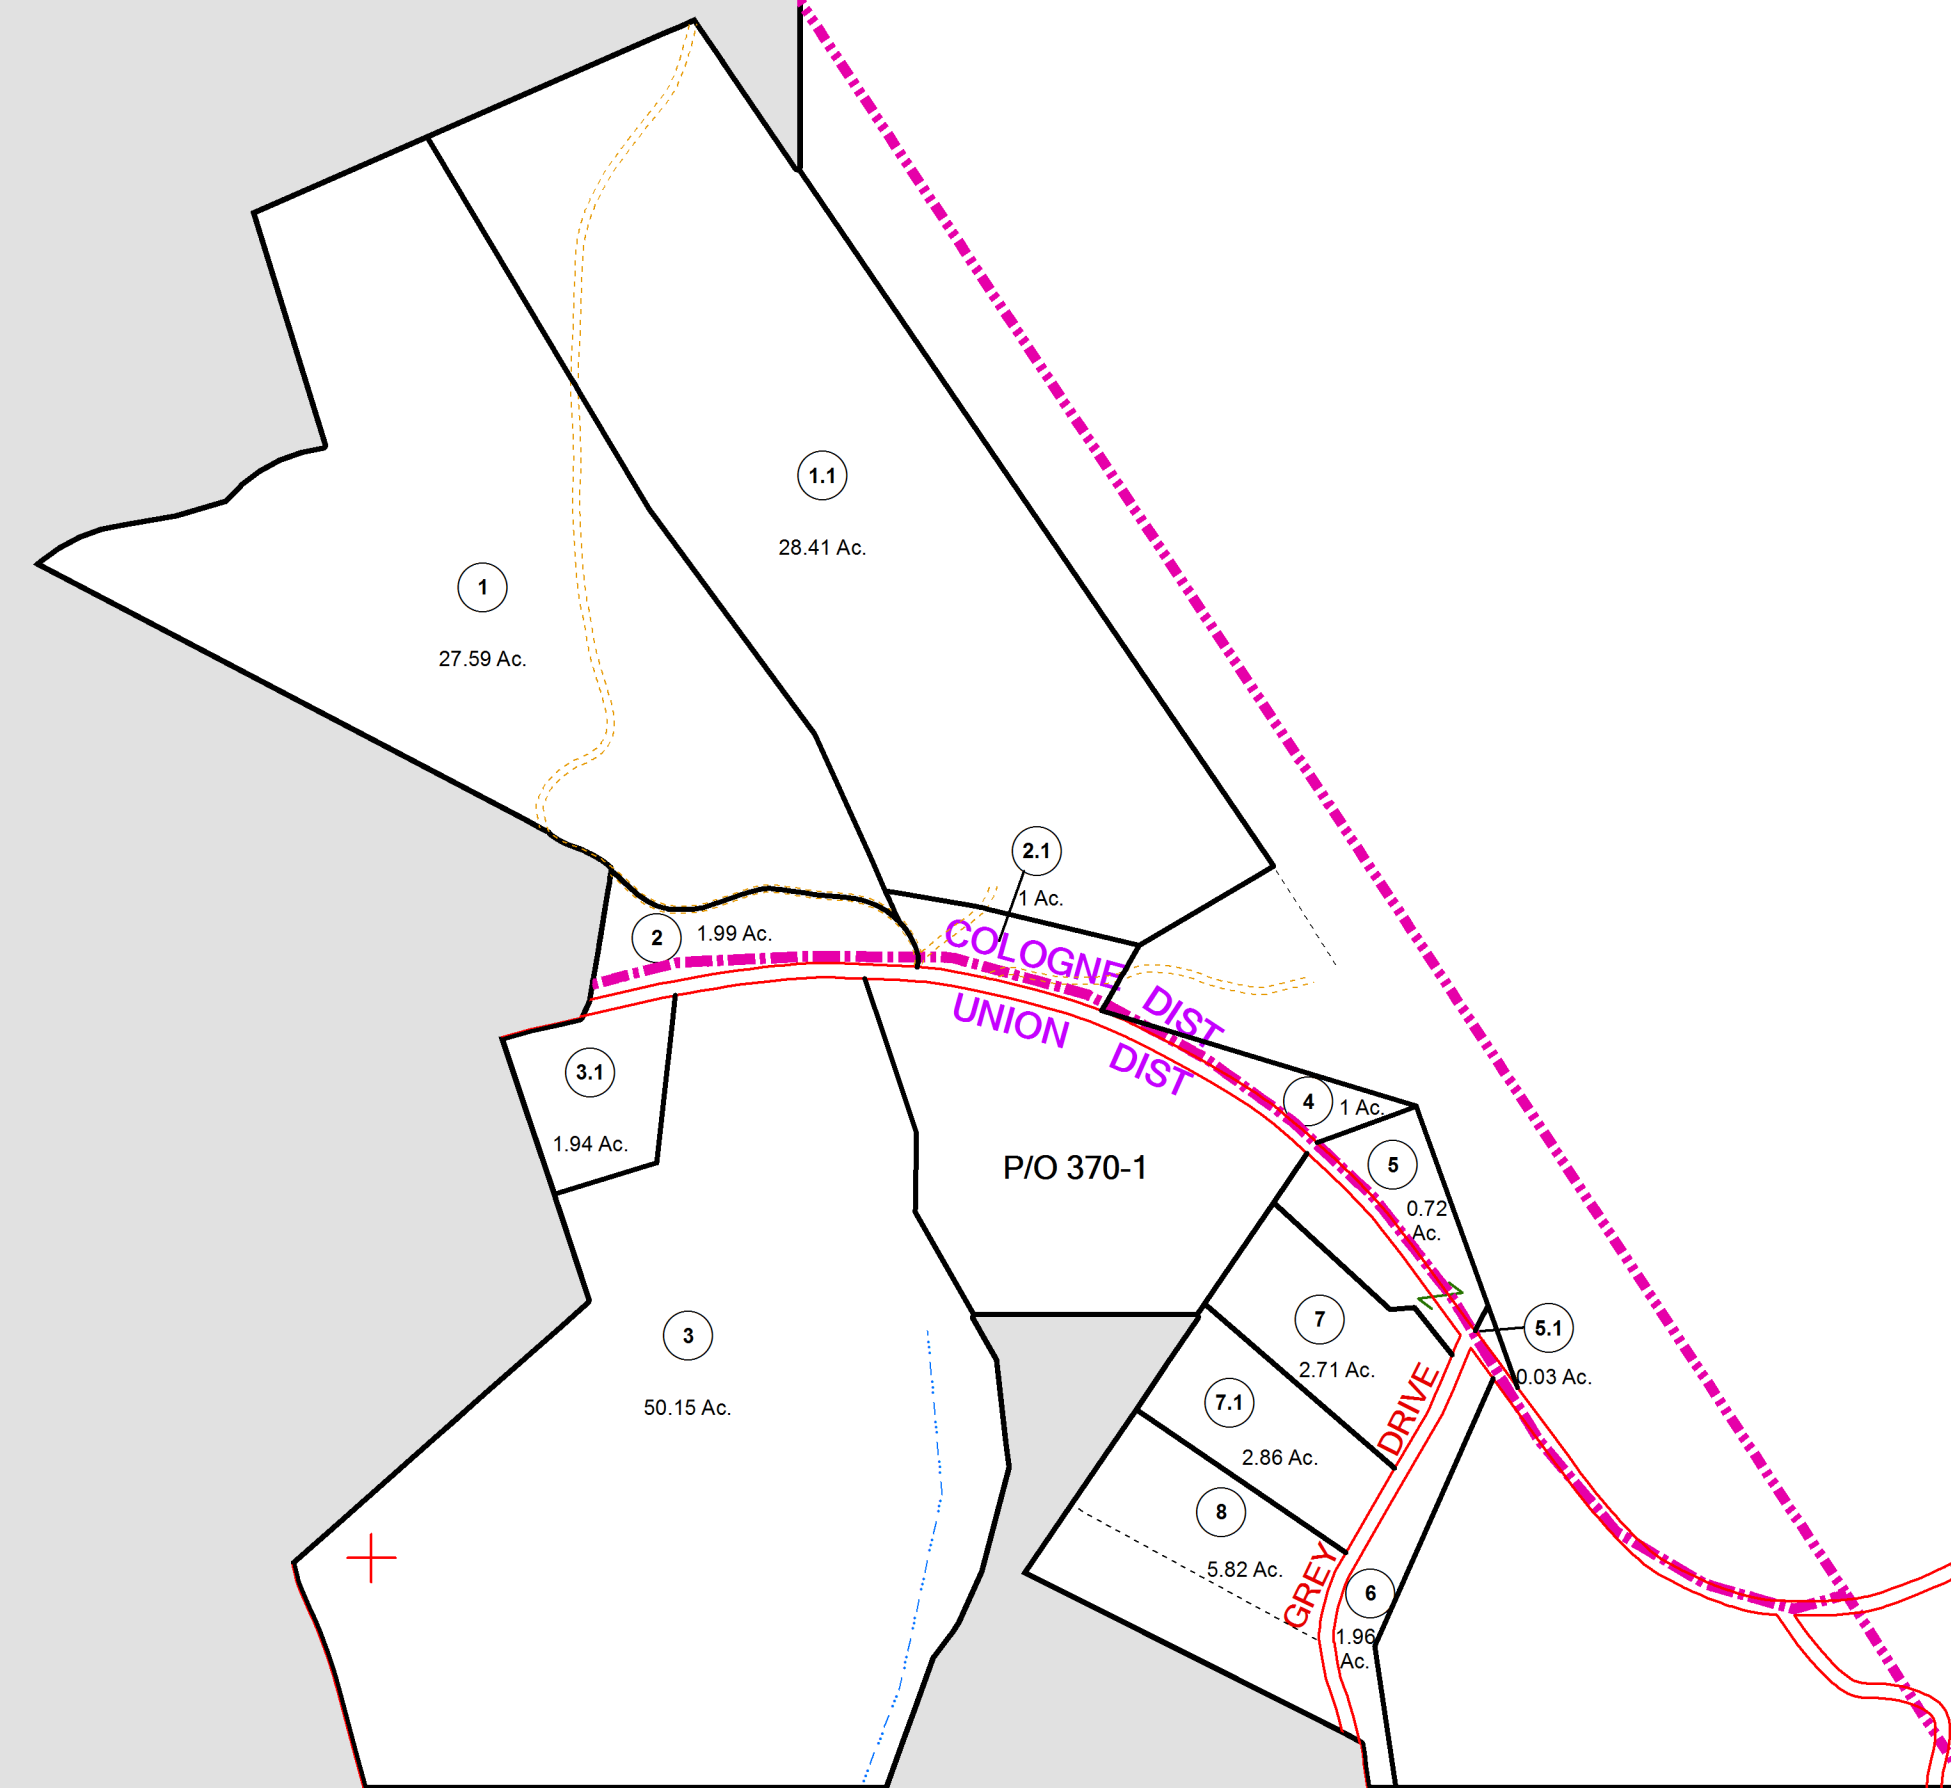 1.1
28.41 Ac.
1
27.59 Ac.
2.1
1 Ac.
2
1.99 Ac.
COLOGNE DIST
UNION DIST
3.1
1.94 Ac.
4
1 Ac.
P/O 370-1
5
0.72
Ac.
7
2.71 Ac.
5.1
0.03 Ac.
3
50.15 Ac.
7.1
2.86 Ac.
8
5.82 Ac.
GREY DRIVE
6
1.96
Ac.